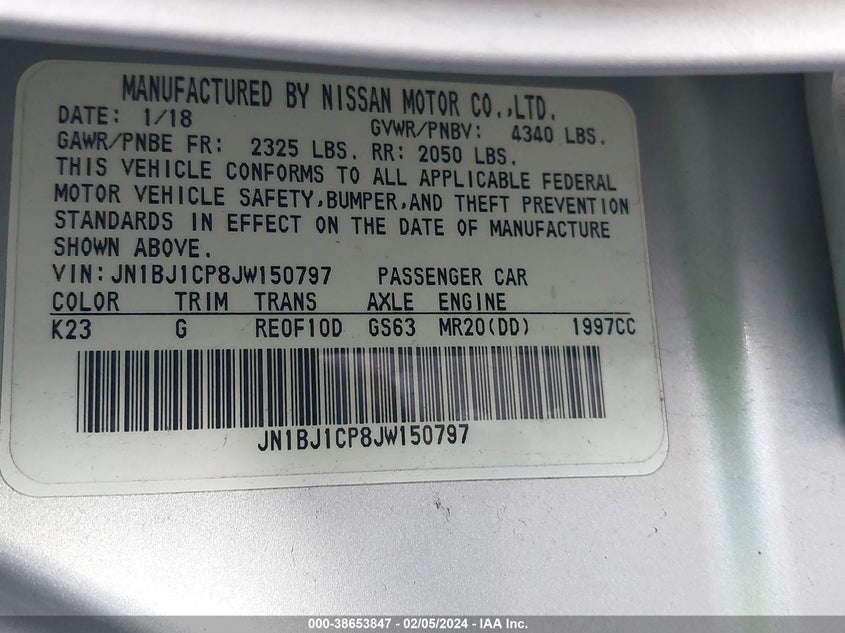 MANUFACTURED BY NISSAN MOTOR CO.,LTD.
DATE: 1/18 GVWR/PNBV: 4340 LBS.
GAWR/PNBE FR: 2325 LBS. RR: 2050 LBS.
THIS VEHICLE CONFORMS TO ALL APPLICABLE FEDERAL
MOTOR VEHICLE SAFETY,BUMPER,AND THEFT PREVENTION
STANDARDS IN EFFECT ON THE DATE OF MANUFACTURE
SHOWN ABOVE.
VIN: JN1BJ1CP8JW150797 PASSENGER CAR
COLOR TRIM TRANS AXLE ENGINE
K23 G RE0F10D GS63 MR20(DD) 1997CC
JN1BJ1CP8JW150797
000-38653847 - 02/05/2024 - IAA Inc.